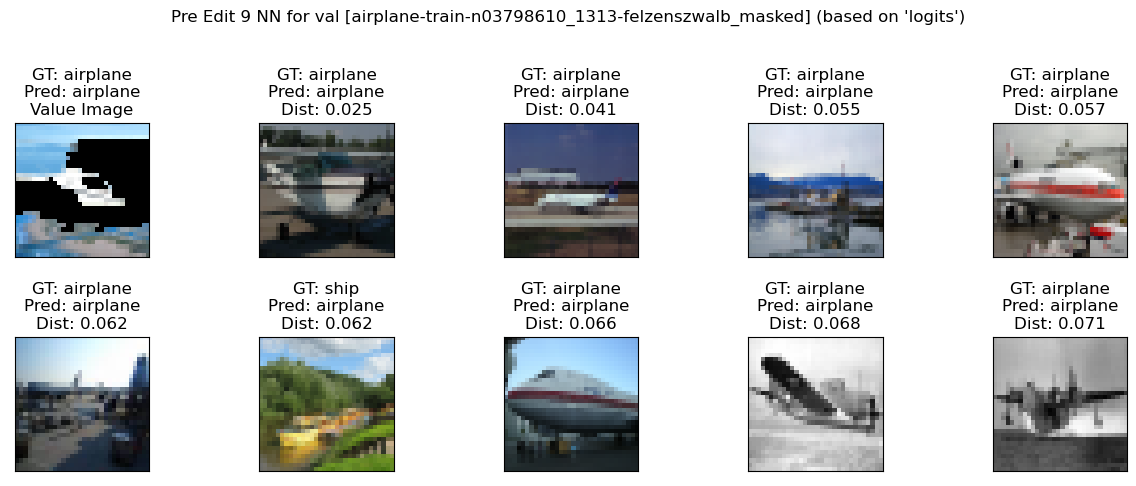 Pre Edit 9 NN for val [airplane-train-n03798610_1313-felzenszwalb_masked] (based on 'logits')
GT: airplane
Pred: airplane
Value Image
GT: airplane
Pred: airplane
Dist: 0.025
GT: airplane
Pred: airplane
Dist: 0.041
GT: airplane
Pred: airplane
Dist: 0.055
GT: airplane
Pred: airplane
Dist: 0.057
GT: airplane
Pred: airplane
Dist: 0.062
GT: ship
Pred: airplane
Dist: 0.062
GT: airplane
Pred: airplane
Dist: 0.066
GT: airplane
Pred: airplane
Dist: 0.068
GT: airplane
Pred: airplane
Dist: 0.071